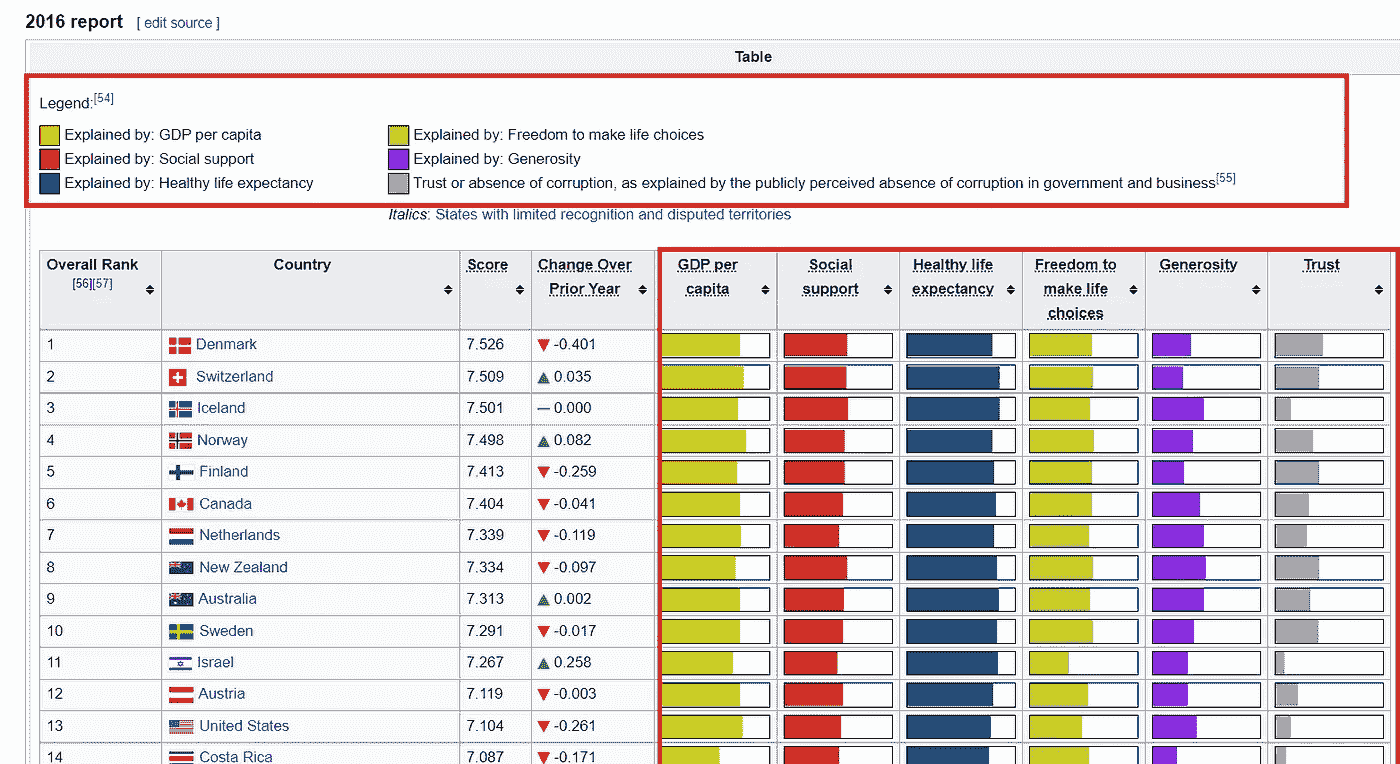 2016 report [ edit source ]
Table
Legend:[54]
Explained by: GDP per capita
Explained by: Freedom to make life choices
Explained by: Social support
Explained by: Generosity
Explained by: Healthy life expectancy
Trust or absence of corruption, as explained by the publicly perceived absence of corruption in government and business[55]
Italics: States with limited recognition and disputed territories
Overall Rank [56][57] Country Score Change Over Prior Year GDP per capita Social support Healthy life expectancy Freedom to make life choices Generosity Trust
1 Denmark 7.526 ▼ -0.401
2 Switzerland 7.509 ▲ 0.035
3 Iceland 7.501 — 0.000
4 Norway 7.498 ▲ 0.082
5 Finland 7.413 ▼ -0.259
6 Canada 7.404 ▼ -0.041
7 Netherlands 7.339 ▼ -0.119
8 New Zealand 7.334 ▼ -0.097
9 Australia 7.313 ▲ 0.002
10 Sweden 7.291 ▼ -0.017
11 Israel 7.267 ▲ 0.258
12 Austria 7.119 ▼ -0.003
13 United States 7.104 ▼ -0.261
14 Costa Rica 7.087 ▼ -0.171